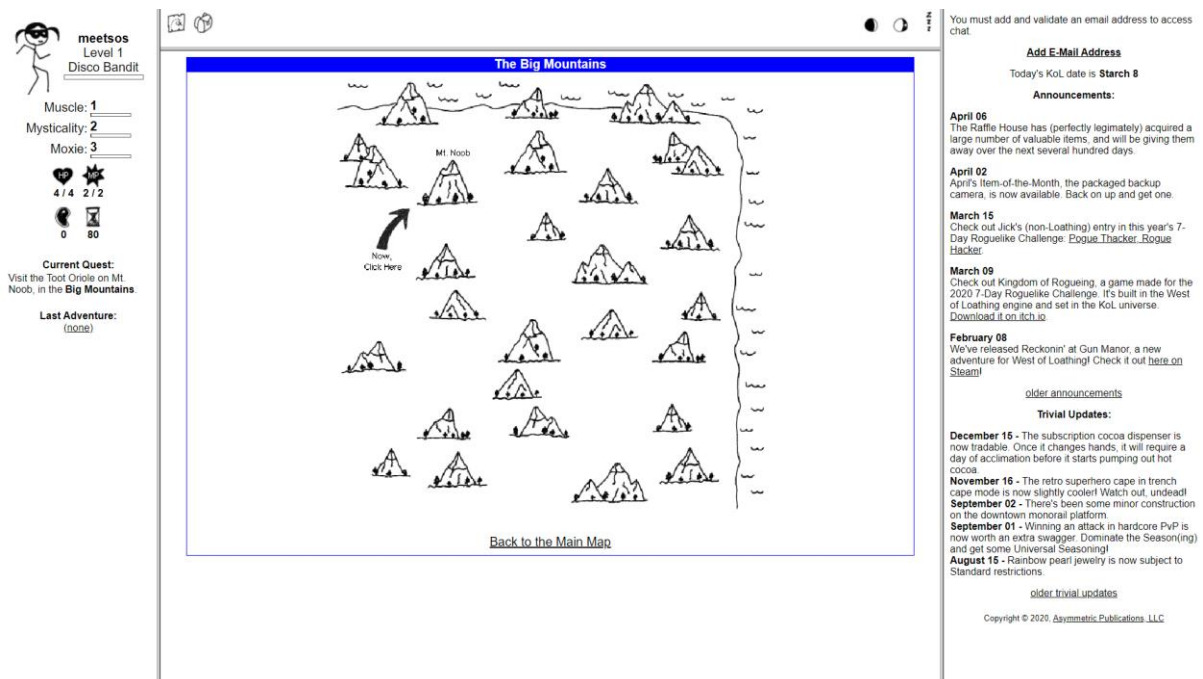 meetsos
Level 1
Disco Bandit
Muscle: 1
Mysticality: 2
Moxie: 3
HP
MP
4 / 4 2 / 2
0 80
Current Quest:
Visit the Toot Oriole on Mt.
Noob, in the Big Mountains.
Last Adventure:
(none)
zzz
The Big Mountains
Mt. Noob
Now,
Click Here
Back to the Main Map
You must add and validate an email address to access
chat.
Add E-Mail Address
Today's KoL date is Starch 8
Announcements:
April 06
The Raffle House has (perfectly legimately) acquired a
large number of valuable items, and will be giving them
away over the next several hundred days.
April 02
April's Item-of-the-Month, the packaged backup
camera, is now available. Back on up and get one.
March 15
Check out Jick's (non-Loathing) entry in this year's 7-
Day Roguelike Challenge: Pogue Thacker, Rogue
Hacker.
March 09
Check out Kingdom of Rogueing, a game made for the
2020 7-Day Roguelike Challenge. It's built in the West
of Loathing engine and set in the KoL universe.
Download it on itch.io.
February 08
We've released Reckonin' at Gun Manor, a new
adventure for West of Loathing! Check it out here on
Steam!
older announcements
Trivial Updates:
December 15 - The subscription cocoa dispenser is
now tradable. Once it changes hands, it will require a
day of acclimation before it starts pumping out hot
cocoa.
November 16 - The retro superhero cape in trench
cape mode is now slightly cooler! Watch out, undead!
September 02 - There's been some minor construction
on the downtown monorail platform.
September 01 - Winning an attack in hardcore PvP is
now worth an extra swagger. Dominate the Season(ing)
and get some Universal Seasoning!
August 15 - Rainbow pearl jewelry is now subject to
Standard restrictions.
older trivial updates
Copyright © 2020, Asymmetric Publications, LLC